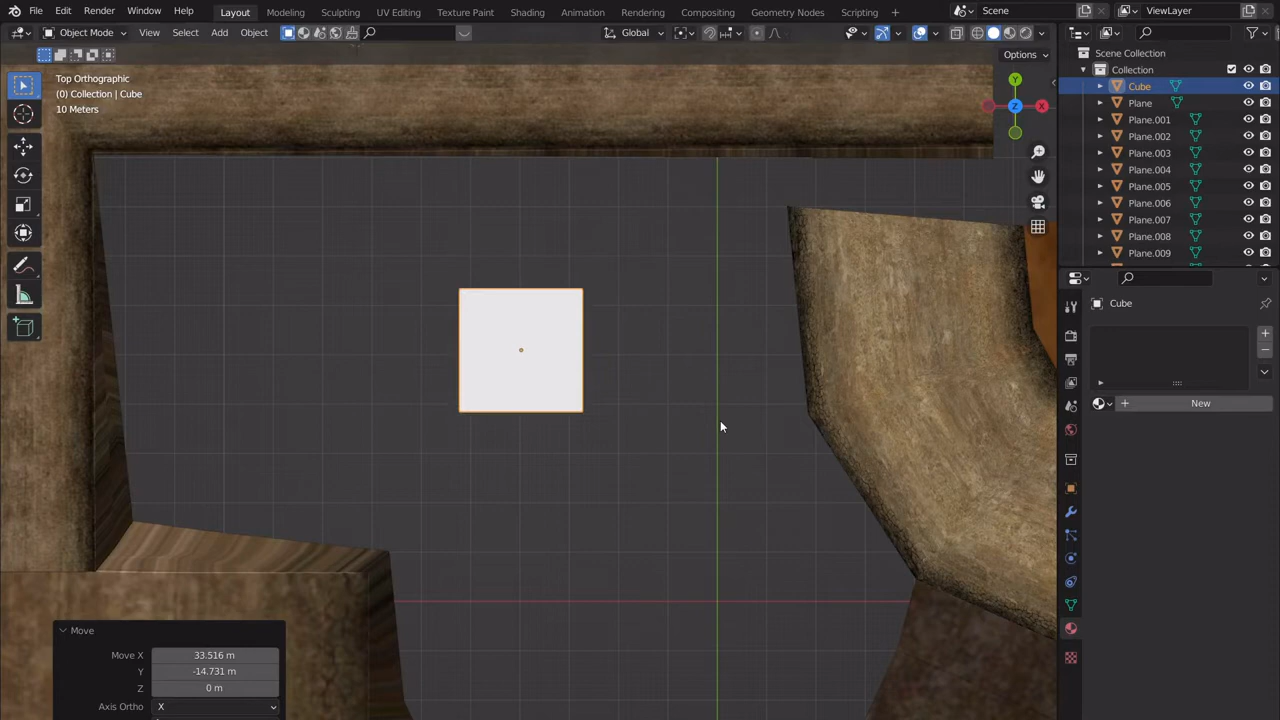 File Edit Render Window Help Layout Modeling Sculpting UV Editing Texture Paint Shading Animation Rendering Compositing Geometry Nodes Scripting + Scene ViewLayer
Object Mode View Select Add Object Global
Options
Top Orthographic
(0) Collection | Cube
10 Meters
Y
Z
X
Scene Collection
Collection
Cube
Plane
Plane.001
Plane.002
Plane.003
Plane.004
Plane.005
Plane.006
Plane.007
Plane.008
Plane.009
Cube
New
Move
Move X 33.516 m
Y -14.731 m
Z 0 m
Axis Ortho X